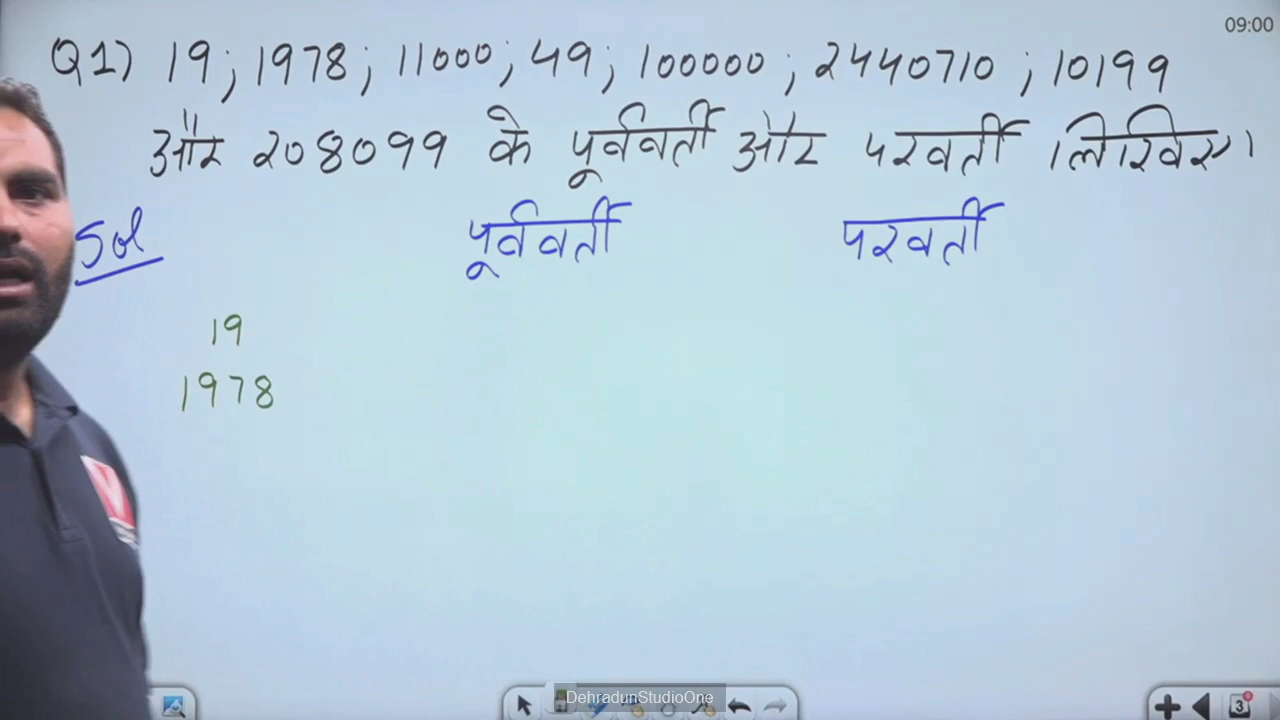 09:00
Q1) 19 ; 1978 ; 11000 ; 49 ; 100000 ; 2440710 ; 10199
और 208099 के पूर्ववर्ती और परवर्ती लिखिए।
Sol पूर्ववर्ती परवर्ती
19
1978
DehradunStudioOne
3